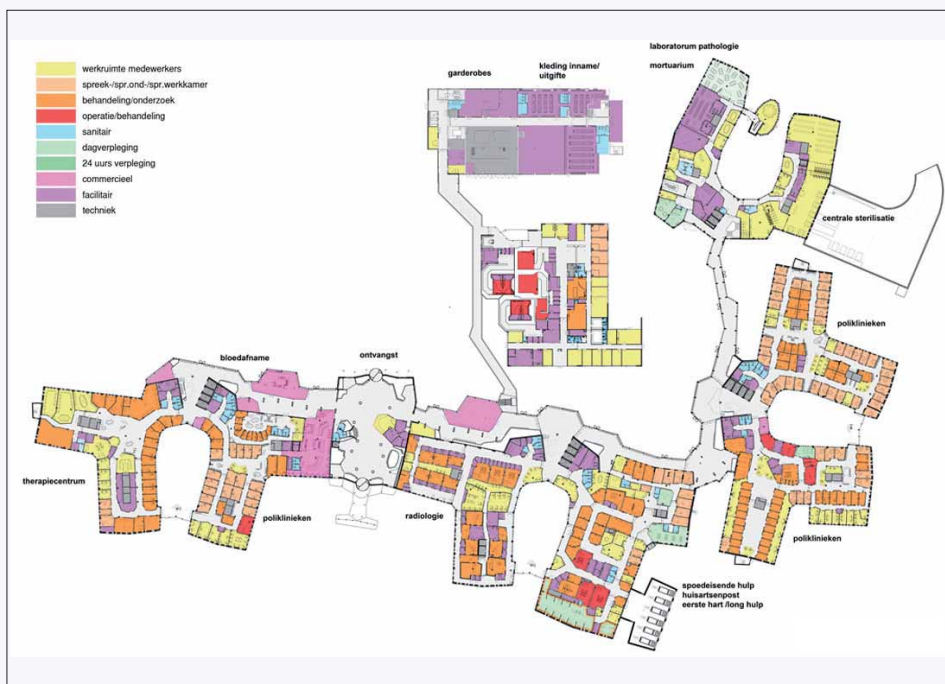 laboratorum pathologie
mortuarium
garderobes
kleding inname/
uitgifte
werkruimte medewerkers
spreek-/spr.ond-/spr.werkkamer
behandeling/onderzoek
operatie/behandeling
sanitair
dagverpleging
24 uurs verpleging
commercieel
facilitair
techniek
centrale sterilisatie
poliklinieken
bloedafname
ontvangst
therapiecentrum
poliklinieken
radiologie
poliklinieken
spoedeisende hulp
huisartsenpost
eerste hart /long hulp